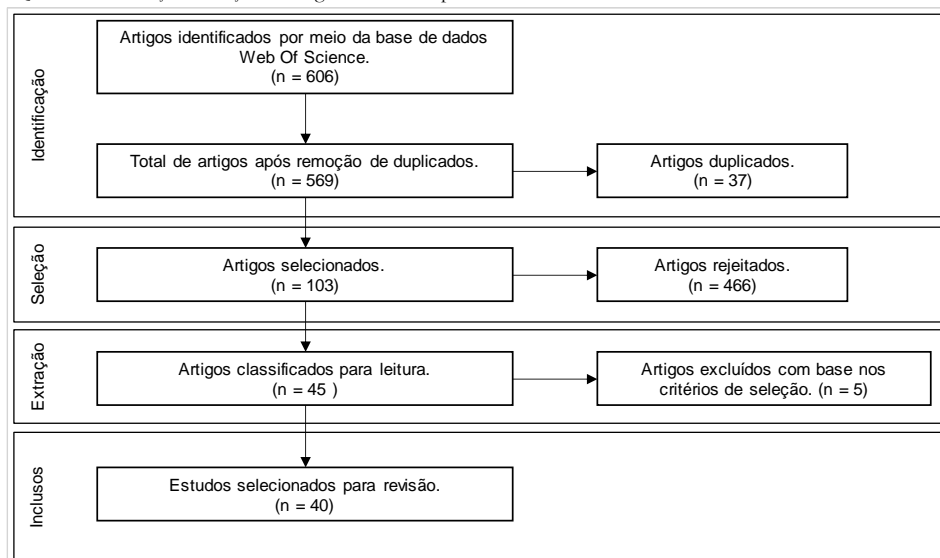 Identificação
Artigos identificados por meio da base de dados
Web Of Science.
(n = 606)
Total de artigos após remoção de duplicados.
(n = 569)
Artigos duplicados.
(n = 37)
Seleção
Artigos selecionados.
(n = 103)
Artigos rejeitados.
(n = 466)
Extração
Artigos classificados para leitura.
(n = 45 )
Artigos excluídos com base nos
critérios de seleção. (n = 5)
Inclusos
Estudos selecionados para revisão.
(n = 40)